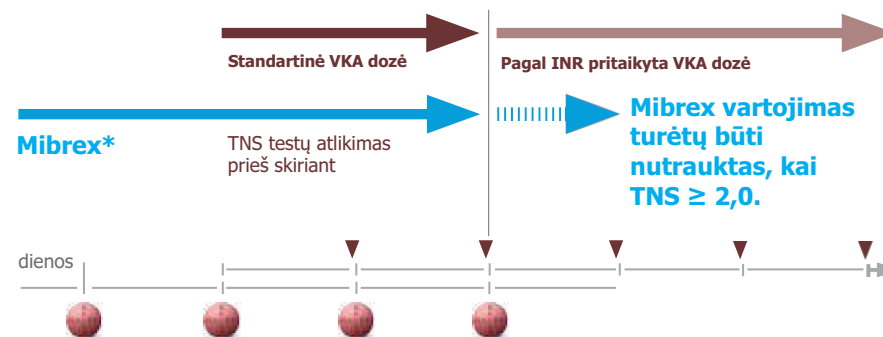 Standartinė VKA dozė
Pagal INR pritaikyta VKA dozė
Mibrex*
TNS testų atlikimas
prieš skiriant
Mibrex vartojimas
turėtų būti
nutrauktas, kai
TNS ≥ 2,0.
dienos